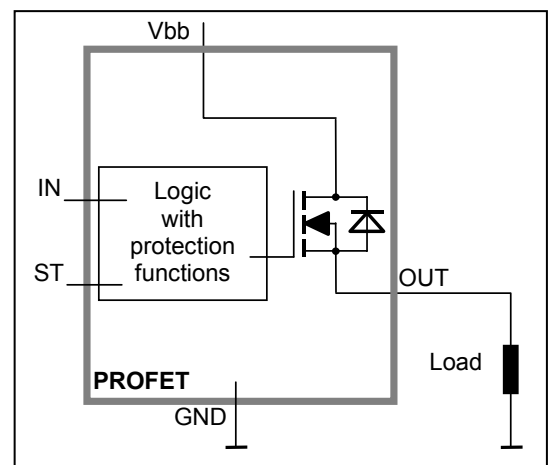 Vbb
IN
Logic
with
protection
functions
ST
OUT
Load
PROFET
GND